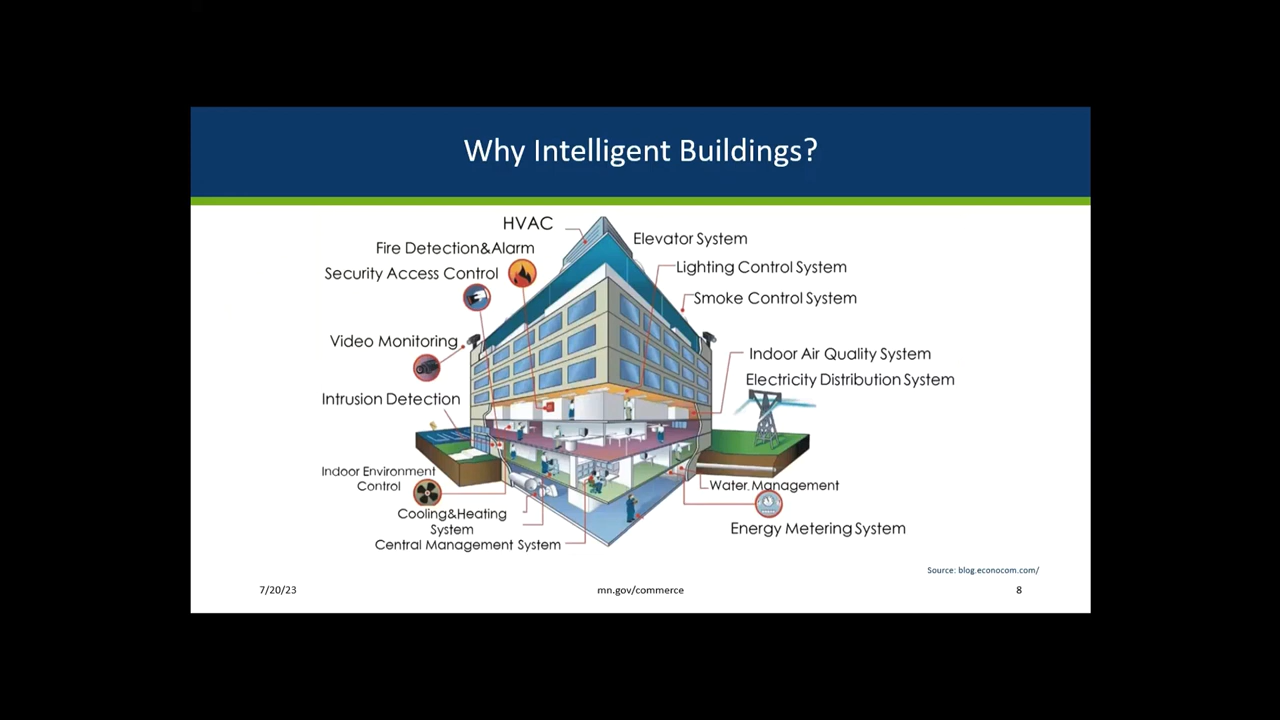 Why Intelligent Buildings?
HVAC
Fire Detection&Alarm
Security Access Control
Video Monitoring
Intrusion Detection
Indoor Environment
Control
Cooling&Heating
System
Central Management System
Elevator System
Lighting Control System
Smoke Control System
Indoor Air Quality System
Electricity Distribution System
Water Management
Energy Metering System
Source: blog.econocom.com/
7/20/23
mn.gov/commerce
8